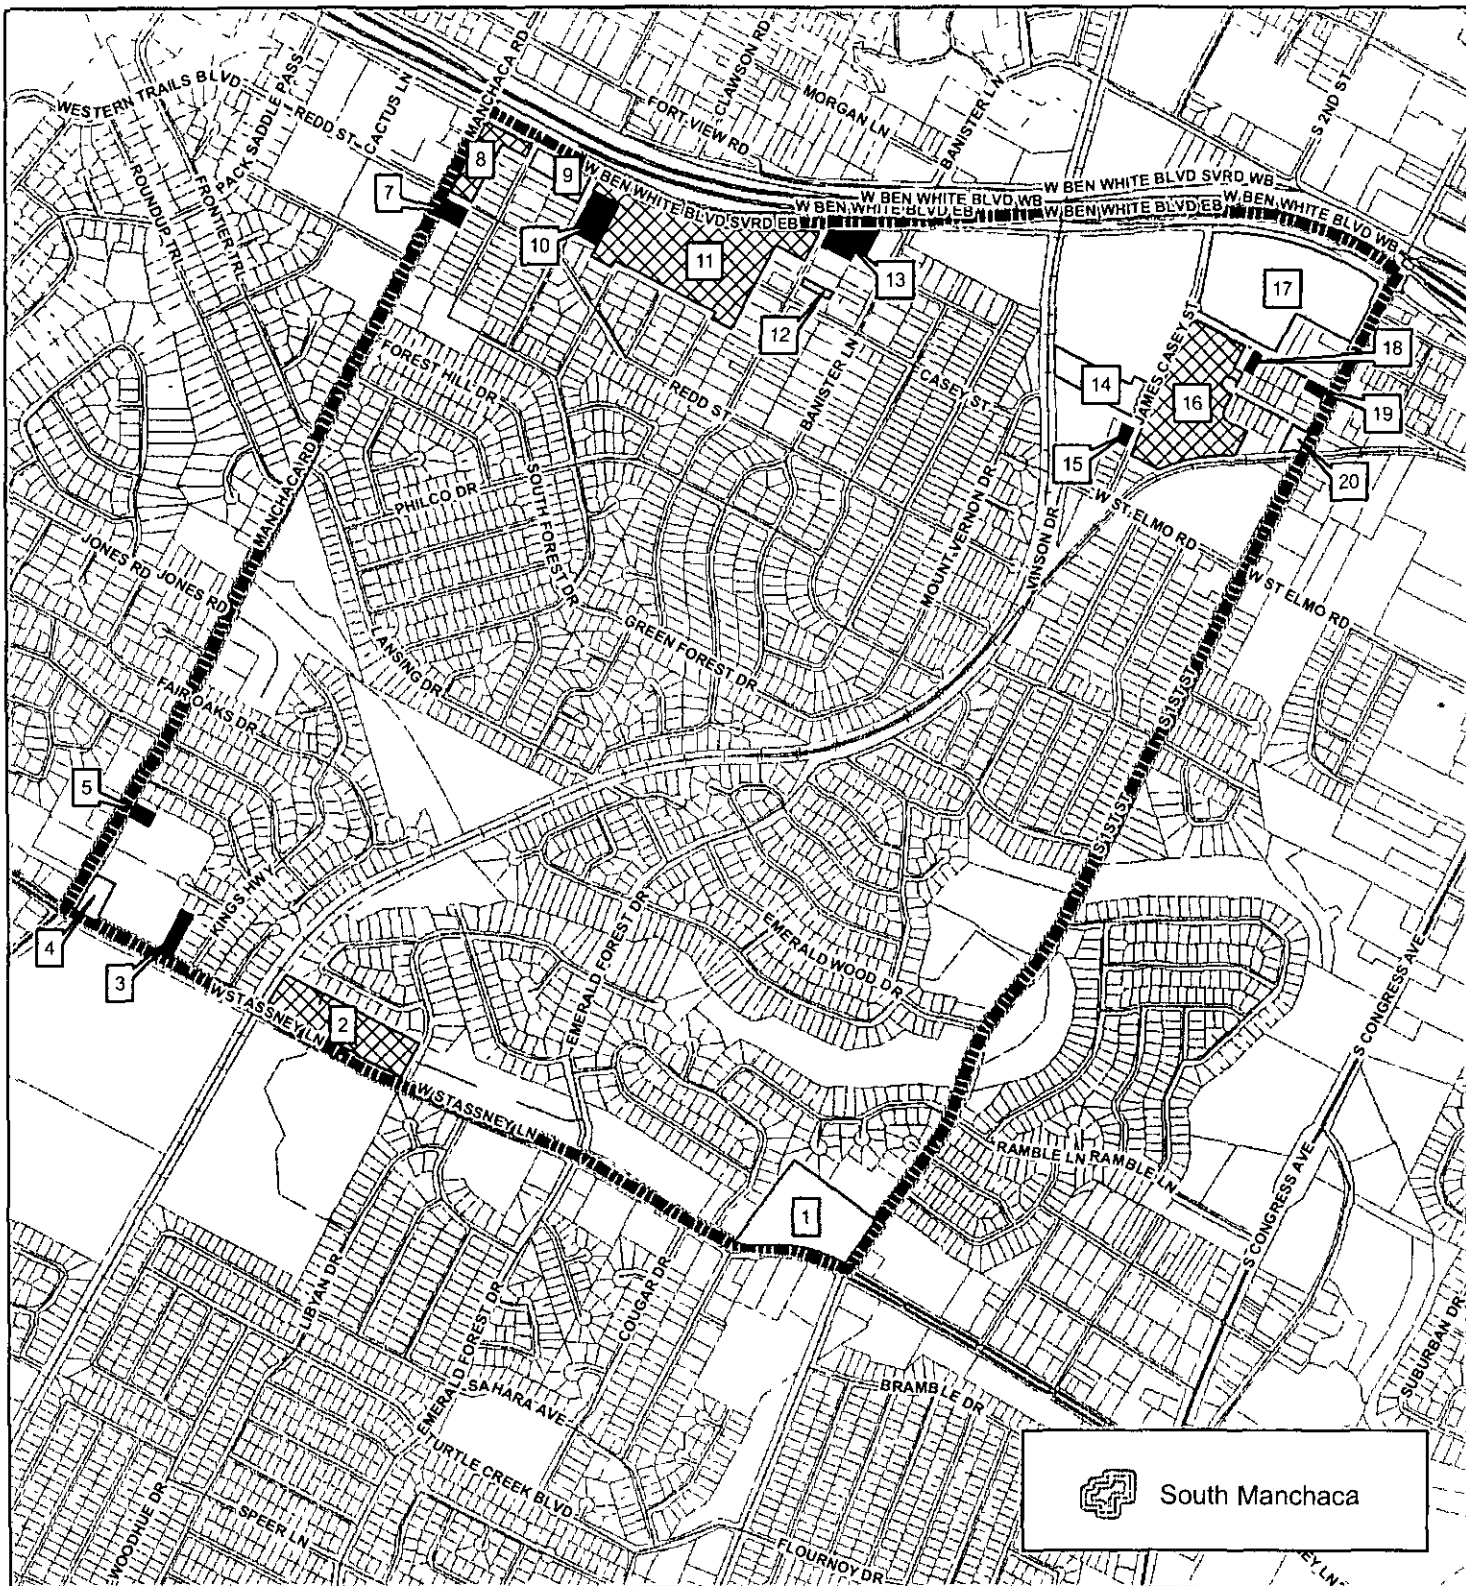 WESTERN TRAILS BLVD
REDD ST
CACTUS LN
PACK SADDLE PASS
ROUNDUP TRL
FRONTIER TRL
MANCHACA RD
CLAWSON RD
FORT VIEW RD
MORGAN LN
BANISTER LN
S 2ND ST
W BEN WHITE BLVD SVRD WB
W BEN WHITE BLVD WB
W BEN WHITE BLVD EB
W BEN WHITE BLVD EB
W BEN WHITE BLVD WB
W BEN WHITE BLVD SVRD EB
8
9
7
10
11
13
12
17
18
14
16
19
15
20
JAMES CASEY ST
CASEY ST
BANISTER LN
REDD ST
FOREST HILL DR
SOUTH FOREST DR
PHILCO DR
MANCHACA RD
MOUNT VERNON DR
VINSON DR
W ST ELMO RD
W ST ELMO RD
JONES RD
JONES RD
LANSING DR
GREEN FOREST DR
FAIR OAKS DR
S 1ST ST
S 1ST ST
S 1ST ST
5
4
3
KINGS HWY
W STASSNEY LN
2
EMERALD FOREST DR
EMERALD WOOD DR
W STASSNEY LN
1
RAMBLE LN
RAMBLE LN
S CONGRESS AVE
S CONGRESS AVE
SUBURBAN DR
LIBYAN DR
EMERALD FOREST DR
COUGAR DR
SAHARA AVE
TURTLE CREEK BLVD
BRAMBLE DR
WOODHUE DR
SPEER LN
FLOURNOY DR
South Manchaca